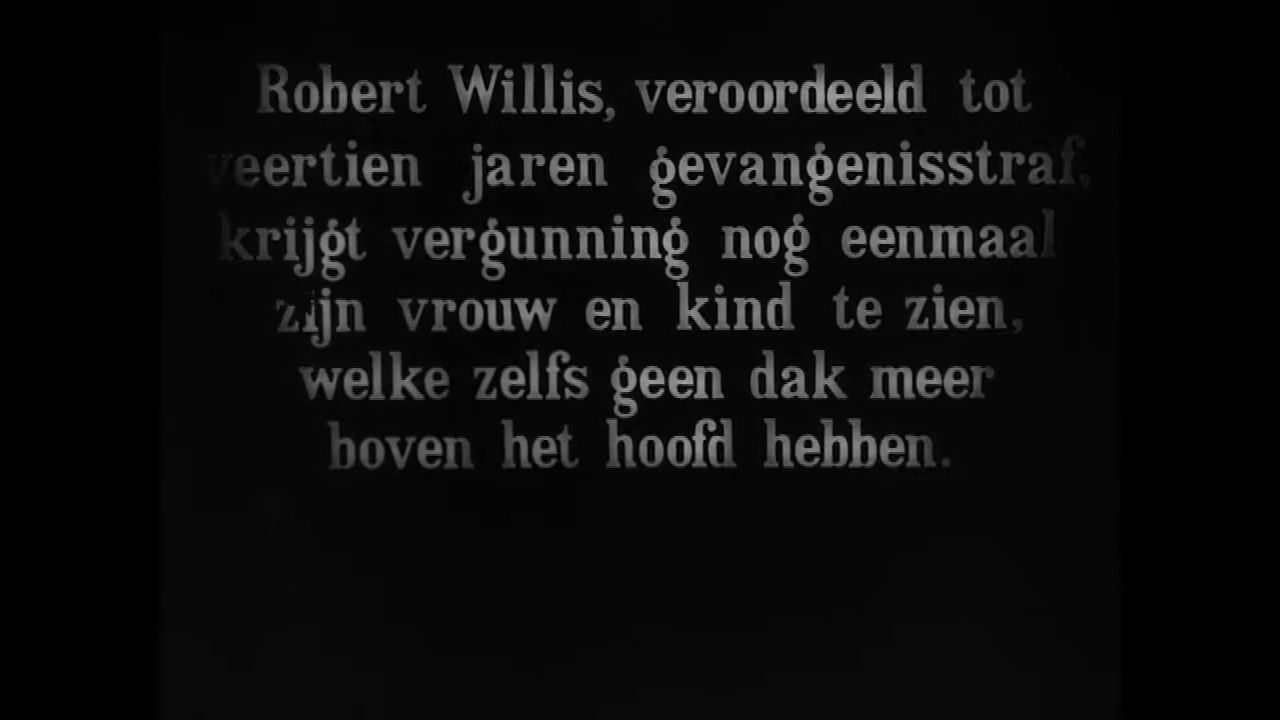 Robert Willis, veroordeeld tot
veertien jaren gevangenisstraf,
krijgt vergunning nog eenmaal
zijn vrouw en kind te zien,
welke zelfs geen dak meer
boven het hoofd hebben.